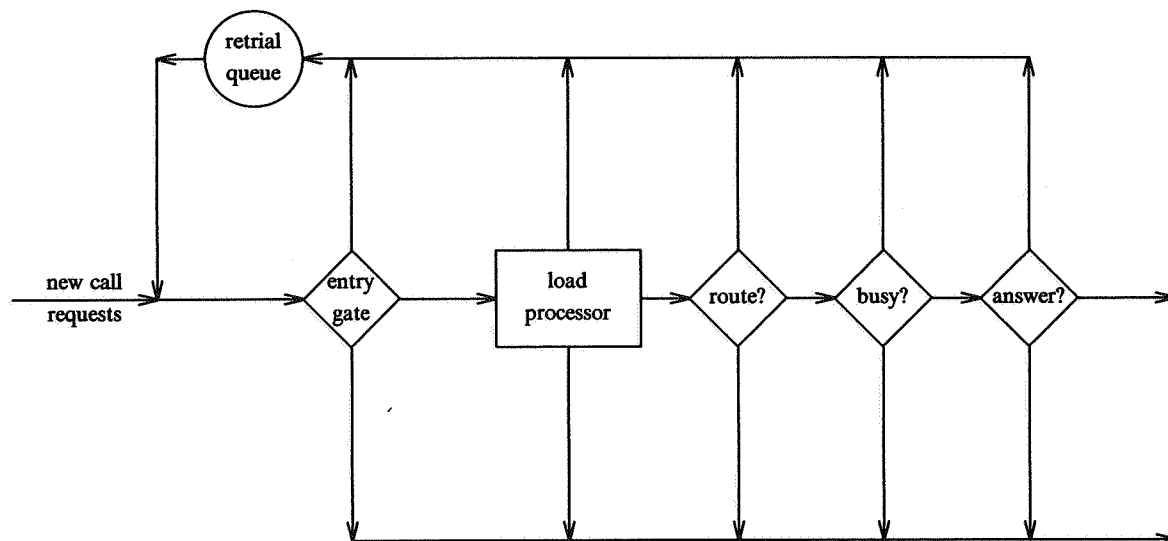 retrial
queue
new call
requests
entry
gate
load
processor
route?
busy?
answer?